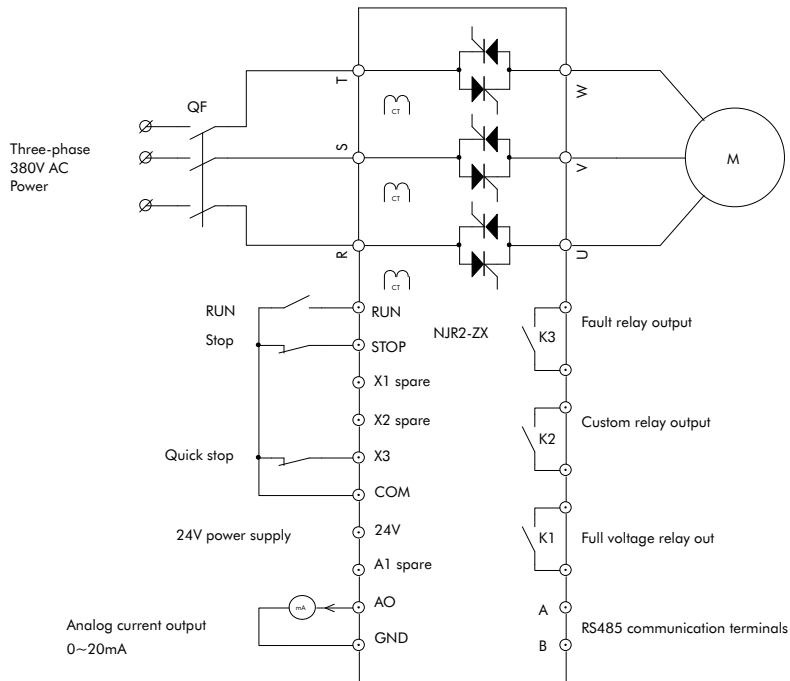 T
W
QF
CT
Three-phase
380V AC
Power
S
V
M
CT
R
U
CT
RUN
RUN
Stop
STOP
NJR2-ZX
K3
Fault relay output
X1 spare
X2 spare
K2
Custom relay output
Quick stop
X3
COM
24V power supply
24V
K1
Full voltage relay out
A1 spare
mA
AO
A
Analog current output
0~20mA
GND
B
RS485 communication terminals